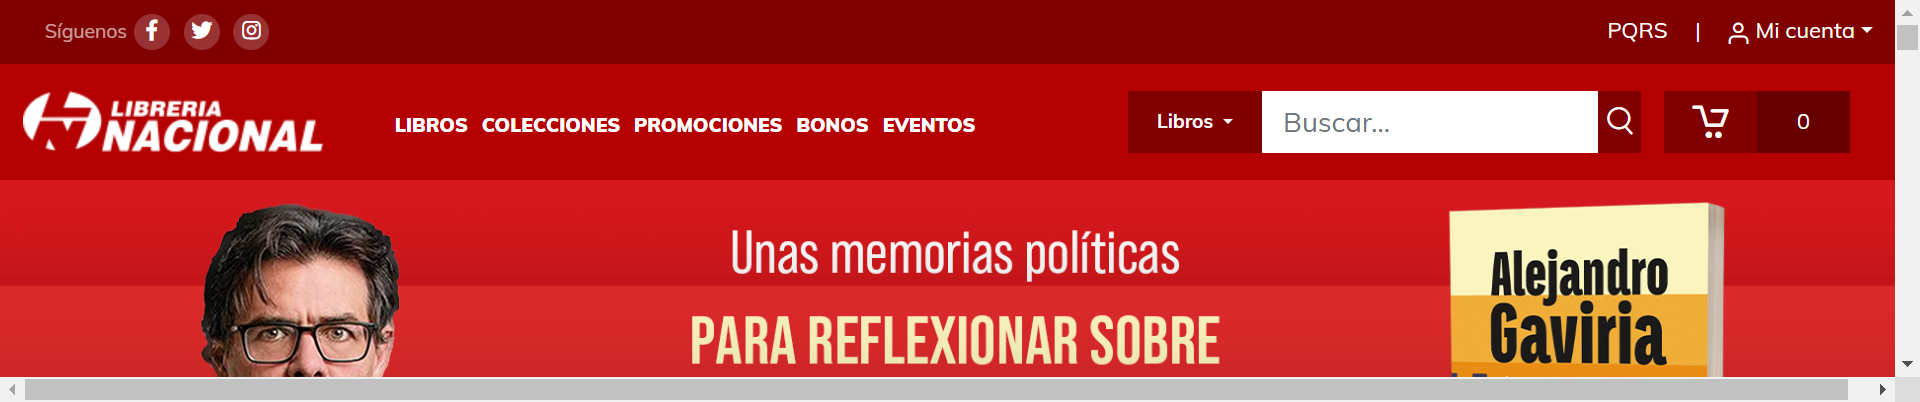 Síguenos
PQRS | Mi cuenta
LIBRERIA
NACIONAL
LIBROS COLECCIONES PROMOCIONES BONOS EVENTOS
Libros
Buscar...
0
Unas memorias políticas
PARA REFLEXIONAR SOBRE
Alejandro
Gaviria